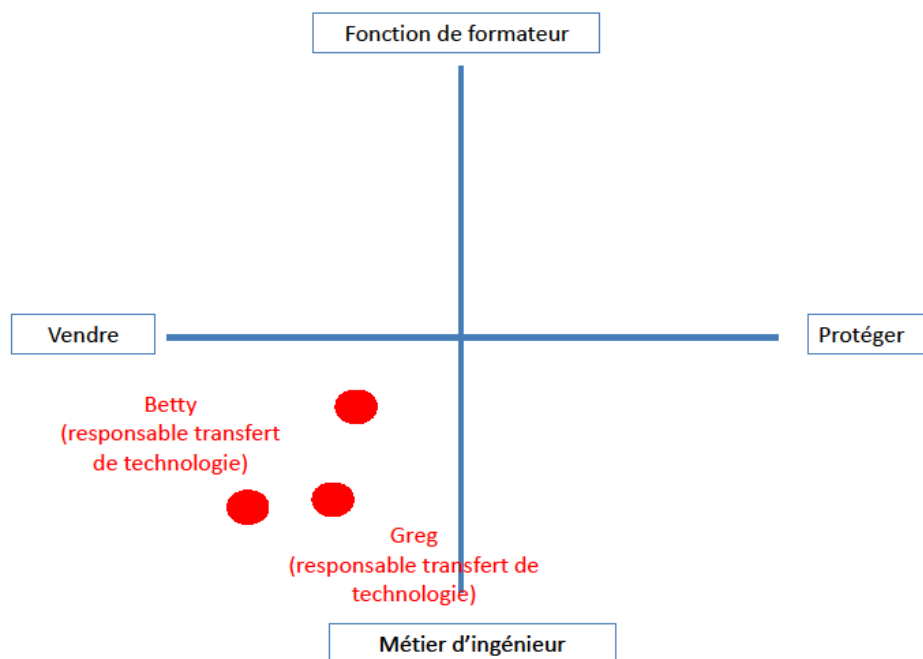 Fonction de formateur
Vendre
Protéger
Betty
(responsable transfert
de technologie)
Greg
(responsable transfert de
technologie)
Métier d’ingénieur